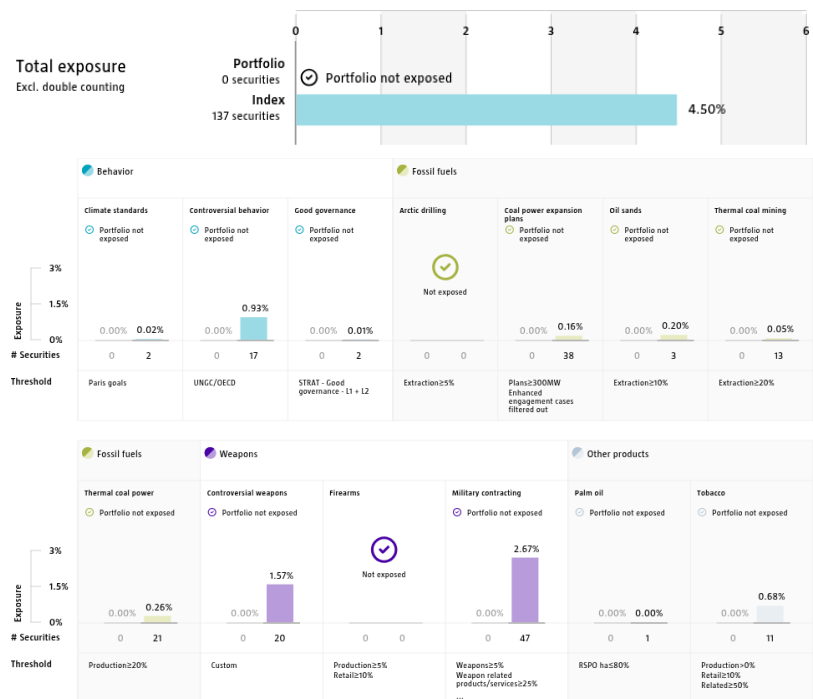 0 1 2 3 4 5 6
Total exposure
Excl. double counting
Portfolio
0 securities
Portfolio not exposed
Index
137 securities
4.50%
Behavior
Fossil fuels
Climate standards
Portfolio not
exposed
Controversial behavior
Portfolio not
exposed
Good governance
Portfolio not
exposed
Arctic drilling
Not exposed
Coal power expansion
plans
Portfolio not
exposed
Oil sands
Portfolio not
exposed
Thermal coal mining
Portfolio not
exposed
Exposure
3%
1.5%
0%
0.00% 0.02%
0.00% 0.93%
0.00% 0.01%
0.00% 0.16%
0.00% 0.20%
0.00% 0.05%
# Securities 0 2 0 17 0 2 0 0 0 38 0 3 0 13
Threshold
Paris goals
UNGC/OECD
STRAT - Good
governance - L1 + L2
Extraction≥5%
Plans≥300MW
Enhanced
engagement cases
filtered out
Extraction≥10%
Extraction≥20%
Fossil fuels
Weapons
Other products
Thermal coal power
Portfolio not exposed
Controversial weapons
Portfolio not exposed
Firearms
Not exposed
Military contracting
Portfolio not exposed
Palm oil
Portfolio not exposed
Tobacco
Portfolio not exposed
Exposure
3%
1.5%
0%
0.00% 0.26%
0.00% 1.57%
0.00% 2.67%
0.00% 0.00%
0.00% 0.68%
# Securities 0 21 0 20 0 0 0 47 0 1 0 11
Threshold
Production≥20%
Custom
Production≥5%
Retail≥10%
Weapons≥5%
Weapon related
products/services≥25%
RSPO ha≤80%
Production>0%
Retail≥10%
Related≥50%